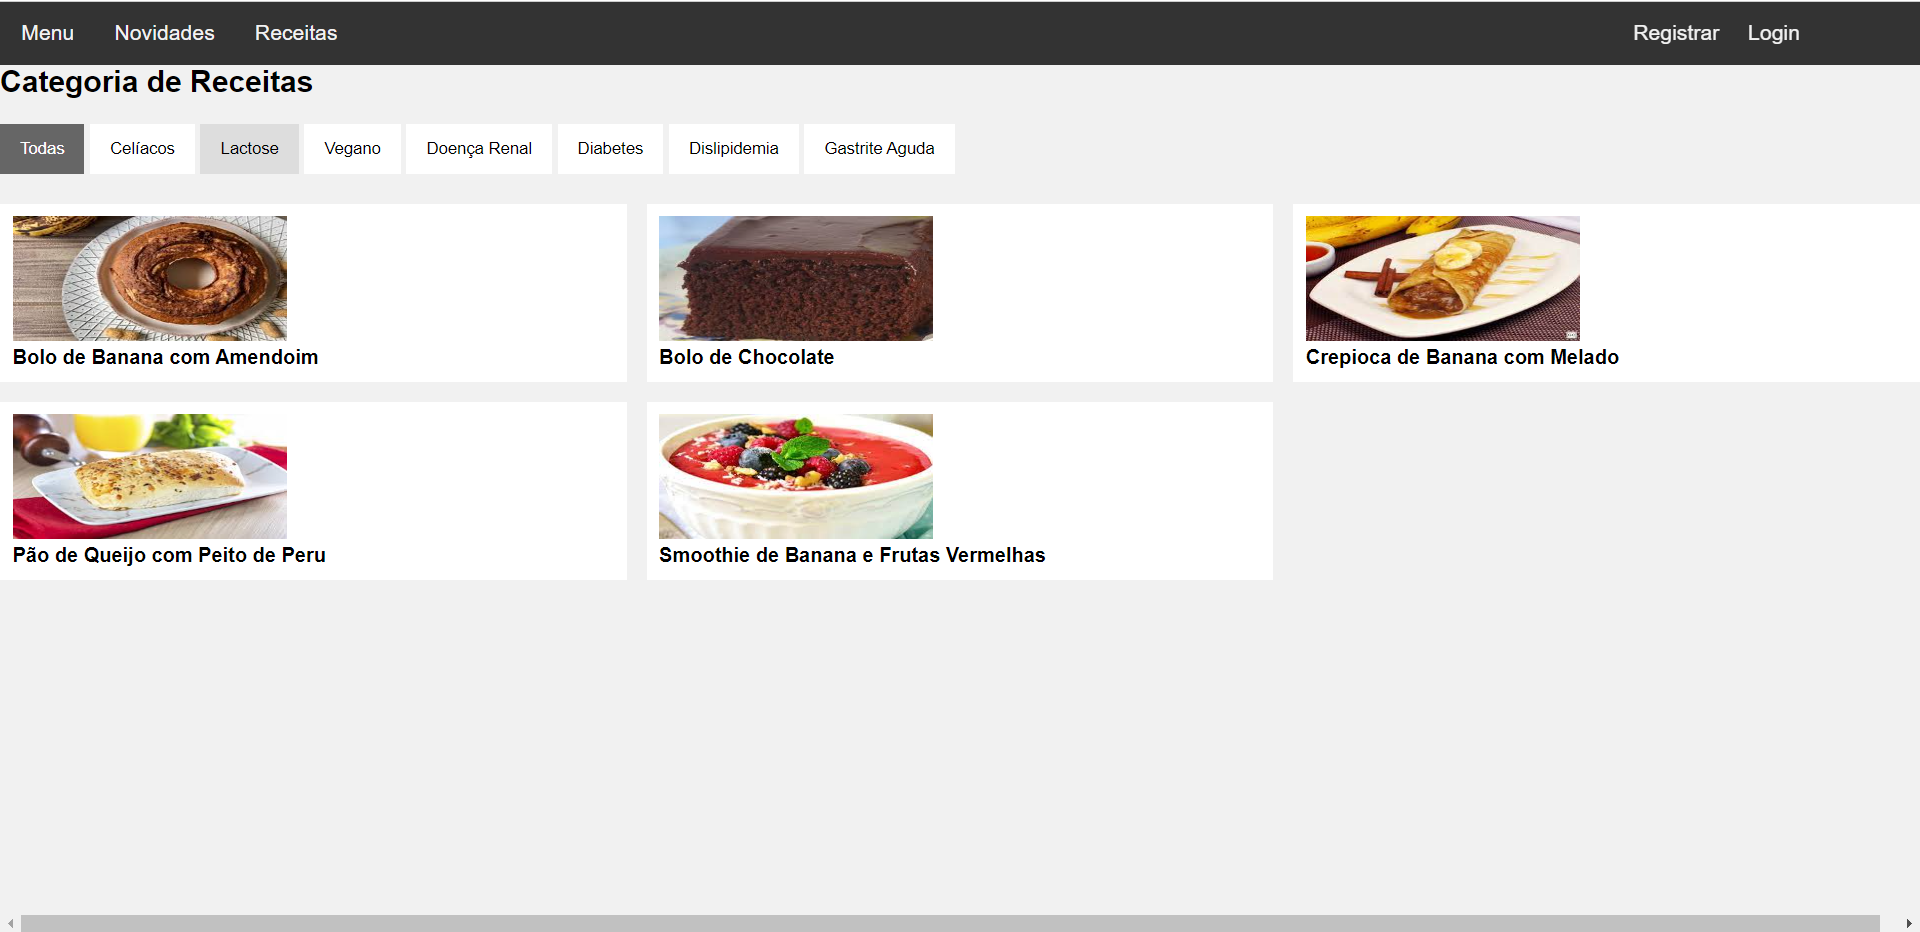 Menu Novidades Receitas Registrar Login
Categoria de Receitas
Todas Celíacos Lactose Vegano Doença Renal Diabetes Dislipidemia Gastrite Aguda
Bolo de Banana com Amendoim
Bolo de Chocolate
Crepioca de Banana com Melado
Pão de Queijo com Peito de Peru
Smoothie de Banana e Frutas Vermelhas